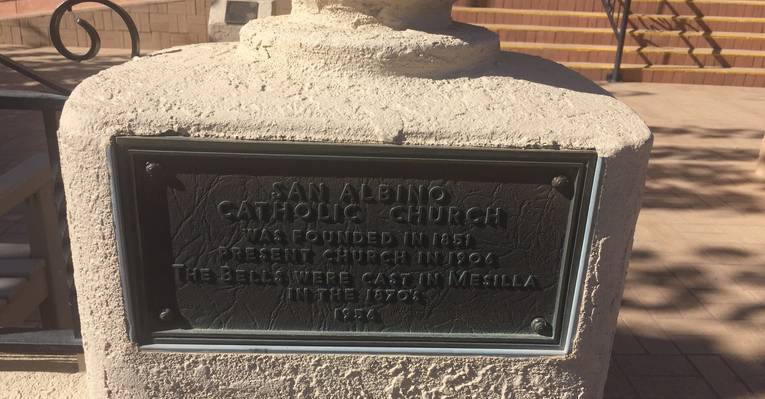 SAN ALBINO
CATHOLIC CHURCH
WAS FOUNDED IN 1851
PRESENT CHURCH IN 1906
THE BELLS WERE CAST IN MESILLA
IN THE 1870'S